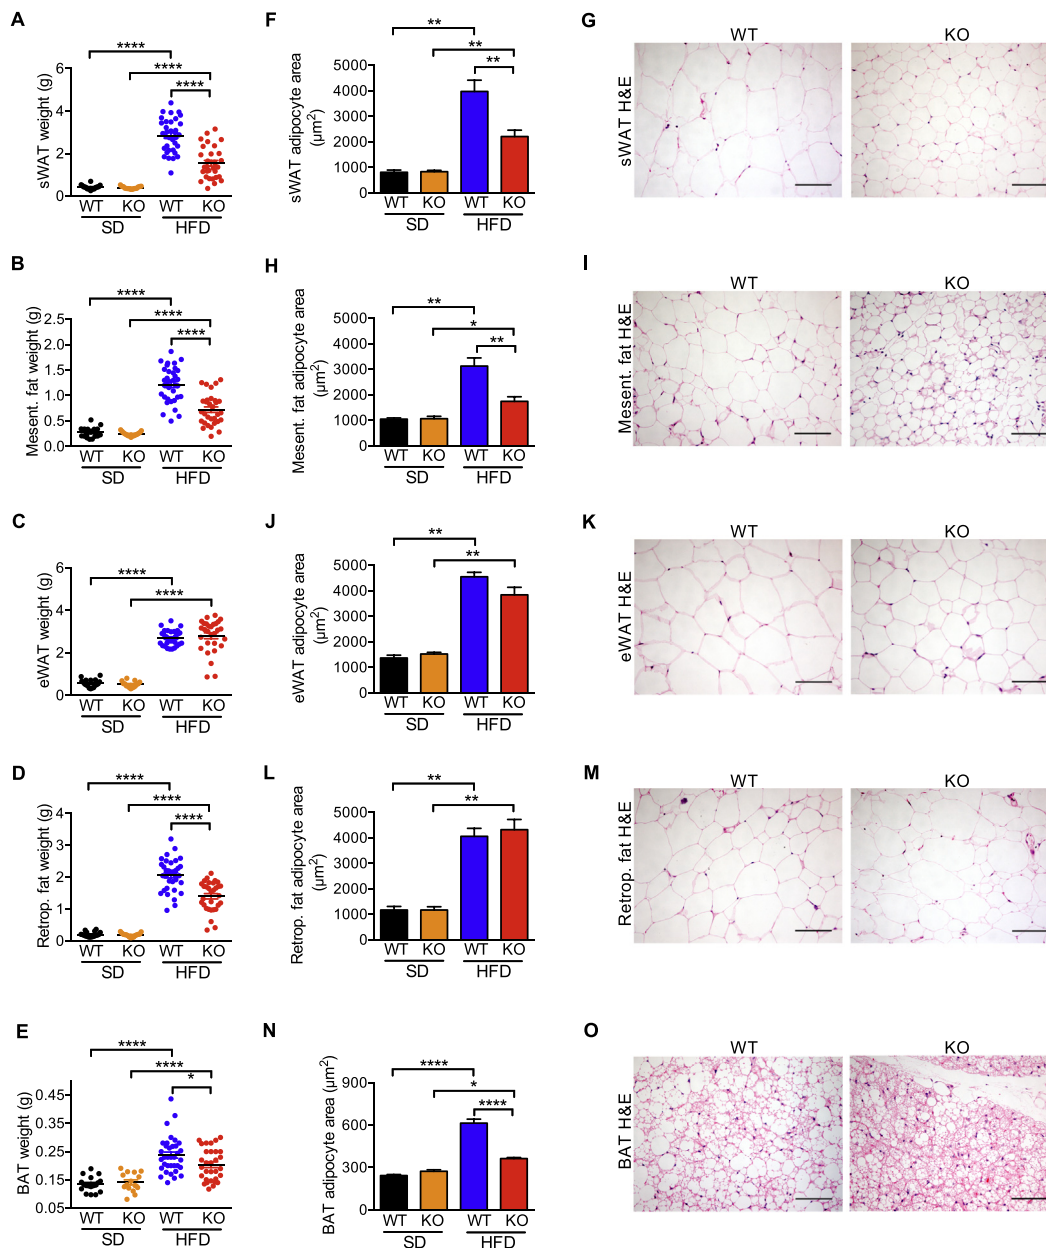 A
sWAT weight (g)
6
4
2
0
****
****
****
WT KO WT KO
SD HFD
F
sWAT adipocyte area
(µm2)
5000
4000
3000
2000
1000
0
**
**
**
WT KO WT KO
SD HFD
G
WT KO
sWAT H&E
B
Mesent. fat weight (g)
2.5
2.0
1.5
1.0
0.5
0.0
****
****
****
WT KO WT KO
SD HFD
H
Mesent. fat adipocyte area
(µm2)
5000
4000
3000
2000
1000
0
**
*
**
WT KO WT KO
SD HFD
I
WT KO
Mesent. fat H&E
C
eWAT weight (g)
6
4
2
0
****
****
WT KO WT KO
SD HFD
J
eWAT adipocyte area
(µm2)
5000
4000
3000
2000
1000
0
**
**
WT KO WT KO
SD HFD
K
WT KO
eWAT H&E
D
Retrop. fat weight (g)
4
3
2
1
0
****
****
****
WT KO WT KO
SD HFD
L
Retrop. fat adipocyte area
(µm2)
5000
4000
3000
2000
1000
0
**
**
WT KO WT KO
SD HFD
M
WT KO
Retrop. fat H&E
E
BAT weight (g)
0.45
0.35
0.25
0.15
0.05
****
****
*
WT KO WT KO
SD HFD
N
BAT adipocyte area (µm2)
900
600
300
0
****
*
****
WT KO WT KO
SD HFD
O
WT KO
BAT H&E